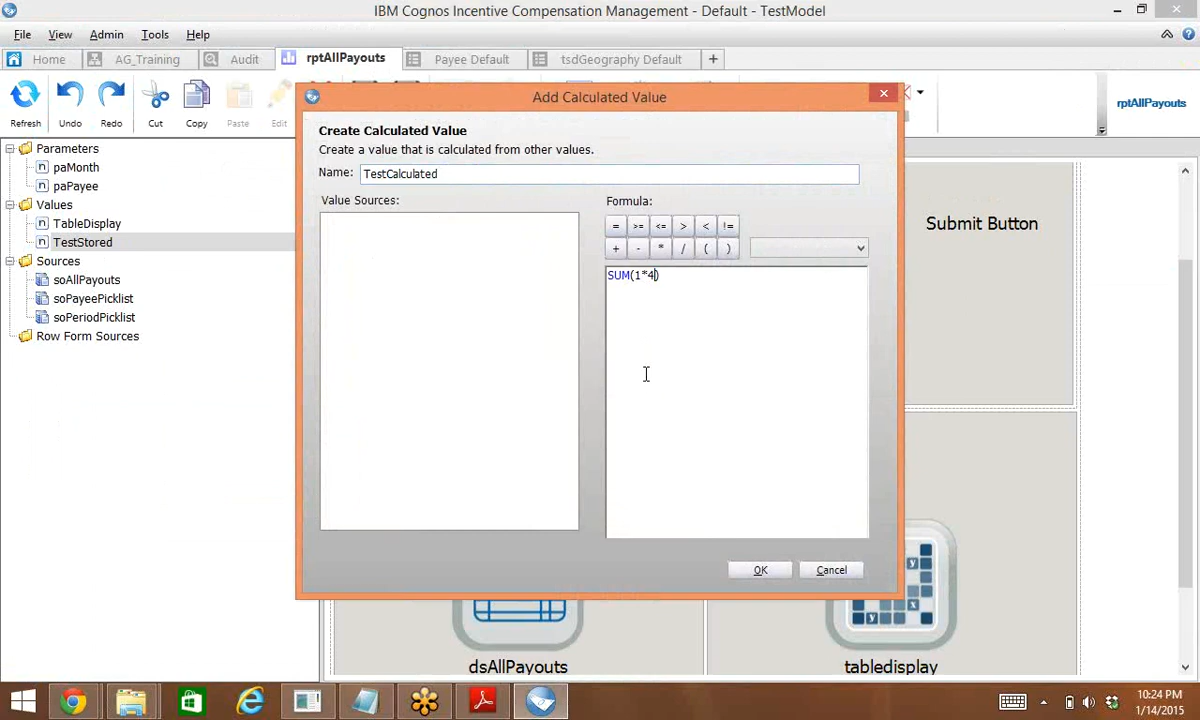 IBM Cognos Incentive Compensation Management - Default - TestModel
File View Admin Tools Help
Home AG_Training Audit rptAllPayouts Payee Default tsdGeography Default +
Refresh Undo Redo Cut Copy Paste Edit
rptAllPayouts
Parameters
paMonth
paPayee
Values
TableDisplay
TestStored
Sources
soAllPayouts
soPayeePicklist
soPeriodPicklist
Row Form Sources
Add Calculated Value
Create Calculated Value
Create a value that is calculated from other values.
Name: TestCalculated
Value Sources:
Formula:
= >= <= > < !=
+ - * / ( )
SUM(1*4)
OK Cancel
Submit Button
dsAllPayouts
tabledisplay
10:24 PM
1/14/2015